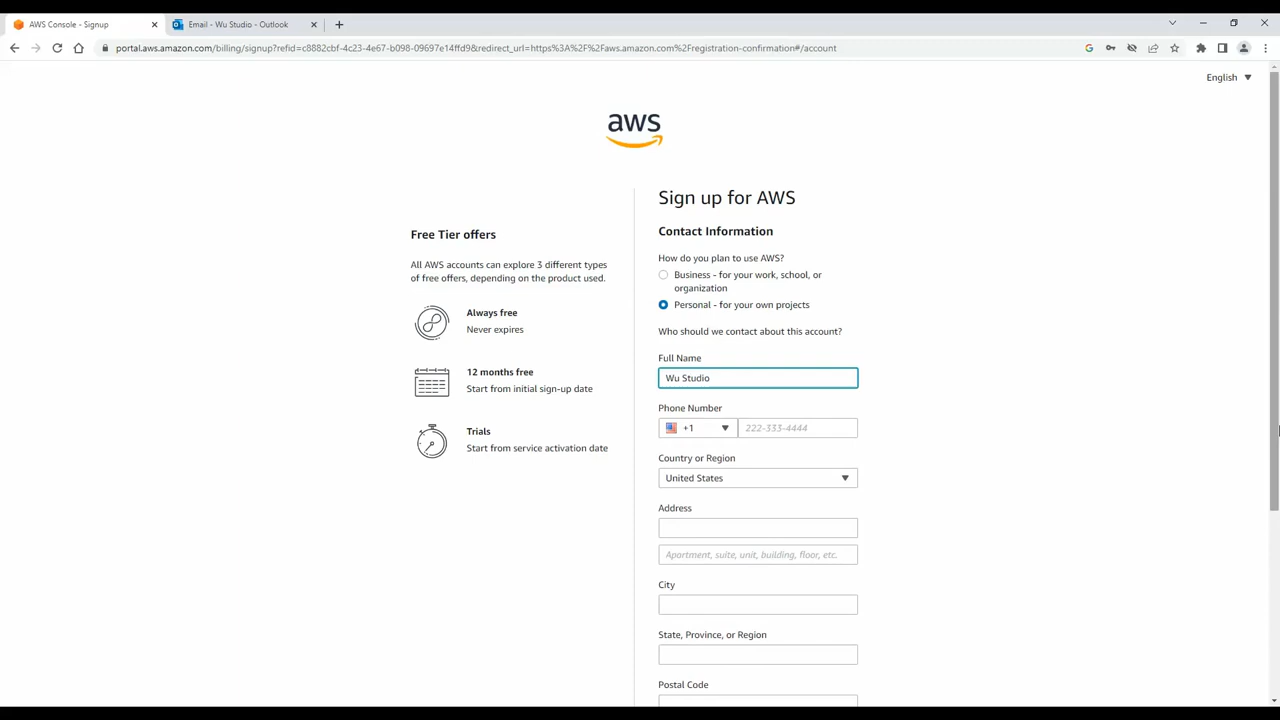 AWS Console - Signup
Email - Wu Studio - Outlook
portal.aws.amazon.com/billing/signup?refid=c8882cbf-4c23-4e67-b098-09697e14ffd9&redirect_url=https%3A%2F%2Faws.amazon.com%2Fregistration-confirmation#/account
English
aws
Free Tier offers
All AWS accounts can explore 3 different types
of free offers, depending on the product used.
Always free
Never expires
12 months free
Start from initial sign-up date
Trials
Start from service activation date
Sign up for AWS
Contact Information
How do you plan to use AWS?
Business - for your work, school, or
organization
Personal - for your own projects
Who should we contact about this account?
Full Name
Wu Studio
Phone Number
+1
222-333-4444
Country or Region
United States
Address
Apartment, suite, unit, building, floor, etc.
City
State, Province, or Region
Postal Code